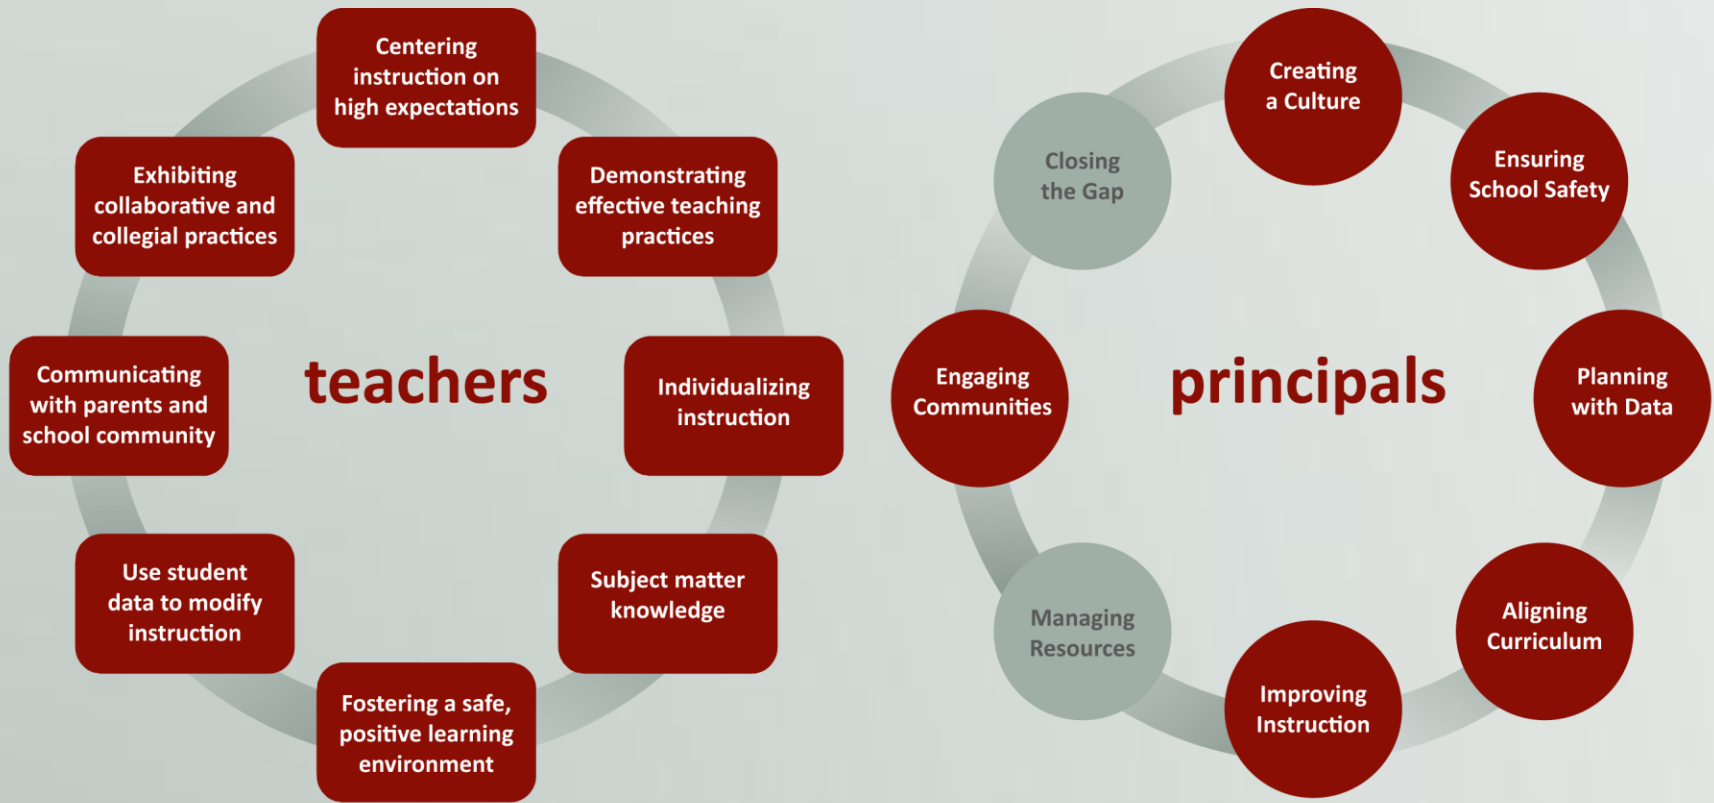 Centering
instruction on
high expectations
Demonstrating
effective teaching
practices
Individualizing
instruction
Subject matter
knowledge
Fostering a safe,
positive learning
environment
Use student
data to modify
instruction
Communicating
with parents and
school community
Exhibiting
collaborative and
collegial practices
teachers
Creating
a Culture
Ensuring
School Safety
Planning
with Data
Aligning
Curriculum
Improving
Instruction
Managing
Resources
Engaging
Communities
Closing
the Gap
principals